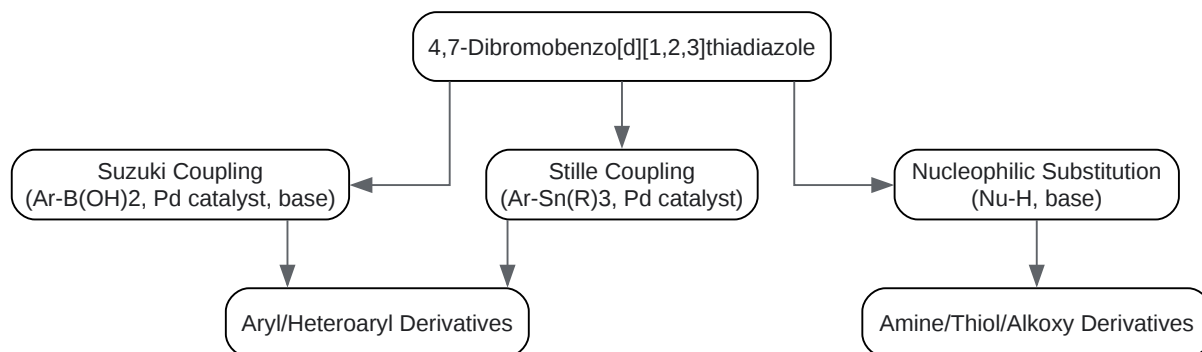 4,7-Dibromobenzo[d][1,2,3]thiadiazole
Suzuki Coupling
(Ar-B(OH)2, Pd catalyst, base)
Stille Coupling
(Ar-Sn(R)3, Pd catalyst)
Nucleophilic Substitution
(Nu-H, base)
Aryl/Heteroaryl Derivatives
Amine/Thiol/Alkoxy Derivatives